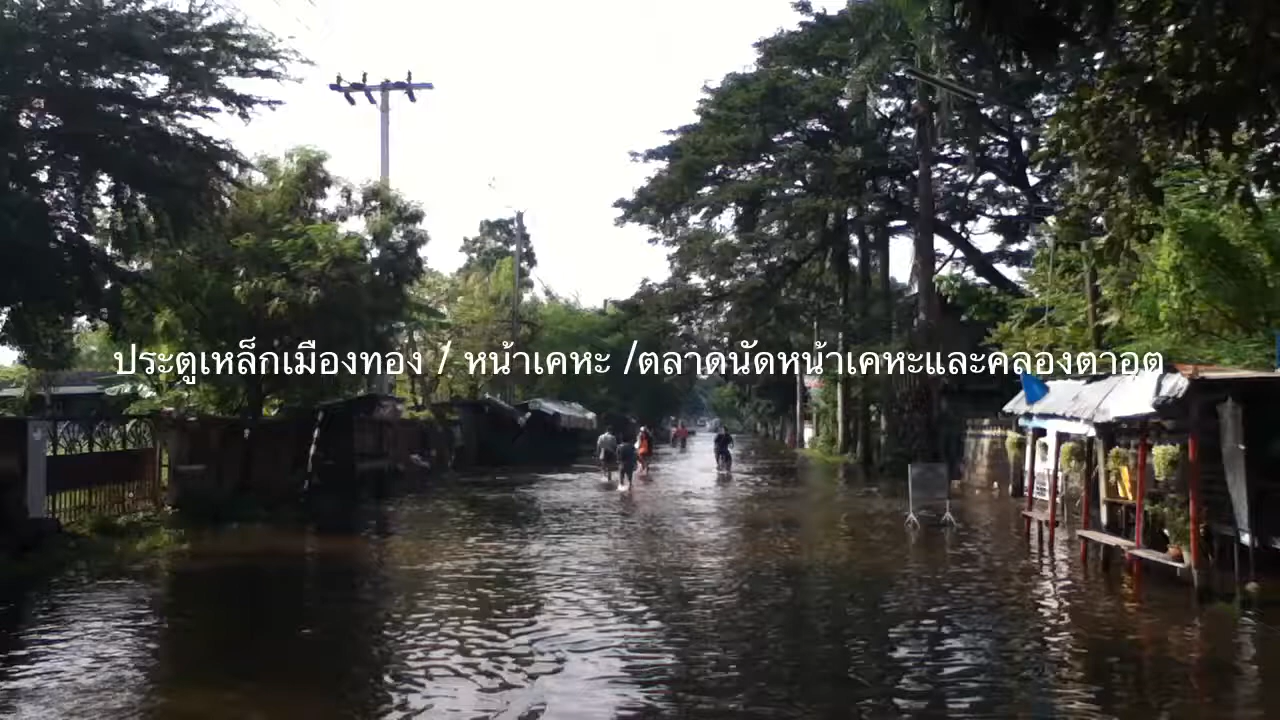 ประตูเหล็กเมืองทอง / หน้าเคหะ /ตลาดนัดหน้าเคหะและคลองตาอูต